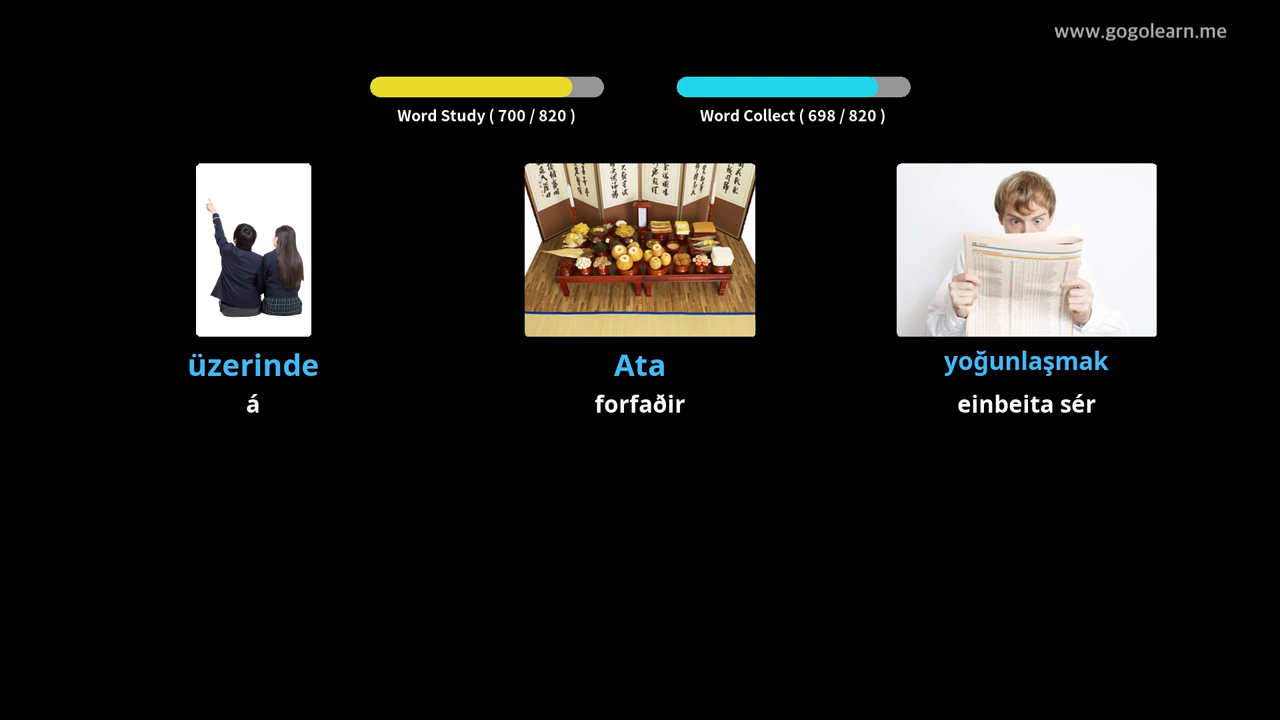 www.gogolearn.me
Word Study ( 700 / 820 )
Word Collect ( 698 / 820 )
üzerinde
á
Ata
forfaðir
yoğunlaşmak
einbeita sér